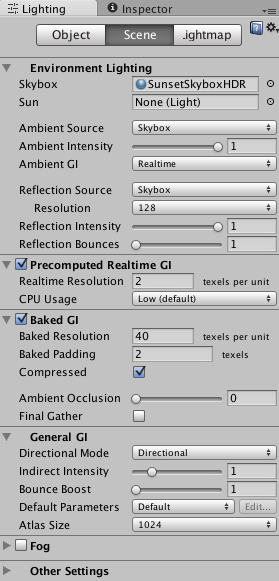 Lighting Inspector
Object Scene .ightmap
Environment Lighting
Skybox SunsetSkyboxHDR
Sun None (Light)
Ambient Source Skybox
Ambient Intensity 1
Ambient GI Realtime
Reflection Source Skybox
Resolution 128
Reflection Intensity 1
Reflection Bounces 1
Precomputed Realtime GI
Realtime Resolution 2 texels per unit
CPU Usage Low (default)
Baked GI
Baked Resolution 40 texels per unit
Baked Padding 2 texels
Compressed
Ambient Occlusion 0
Final Gather
General GI
Directional Mode Directional
Indirect Intensity 1
Bounce Boost 1
Default Parameters Default Edit...
Atlas Size 1024
Fog
Other Settings